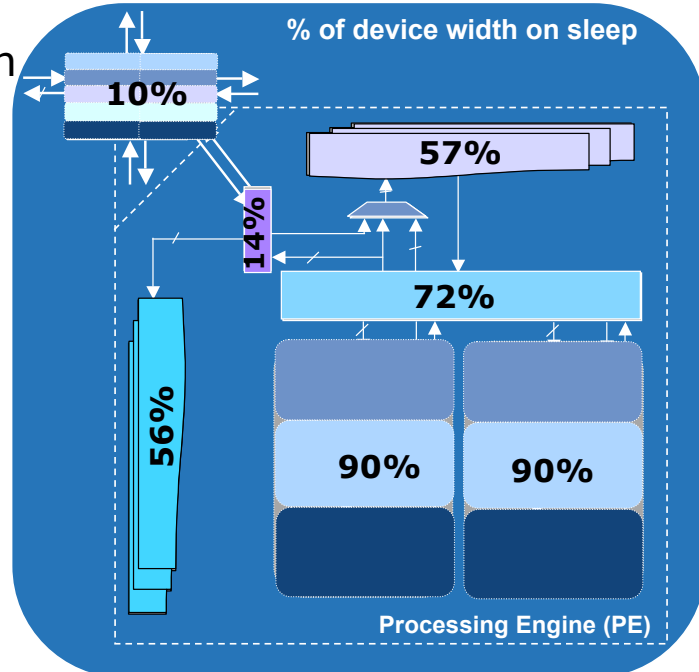 % of device width on sleep
n
10%
57%
14%
72%
56%
90%
90%
Processing Engine (PE)